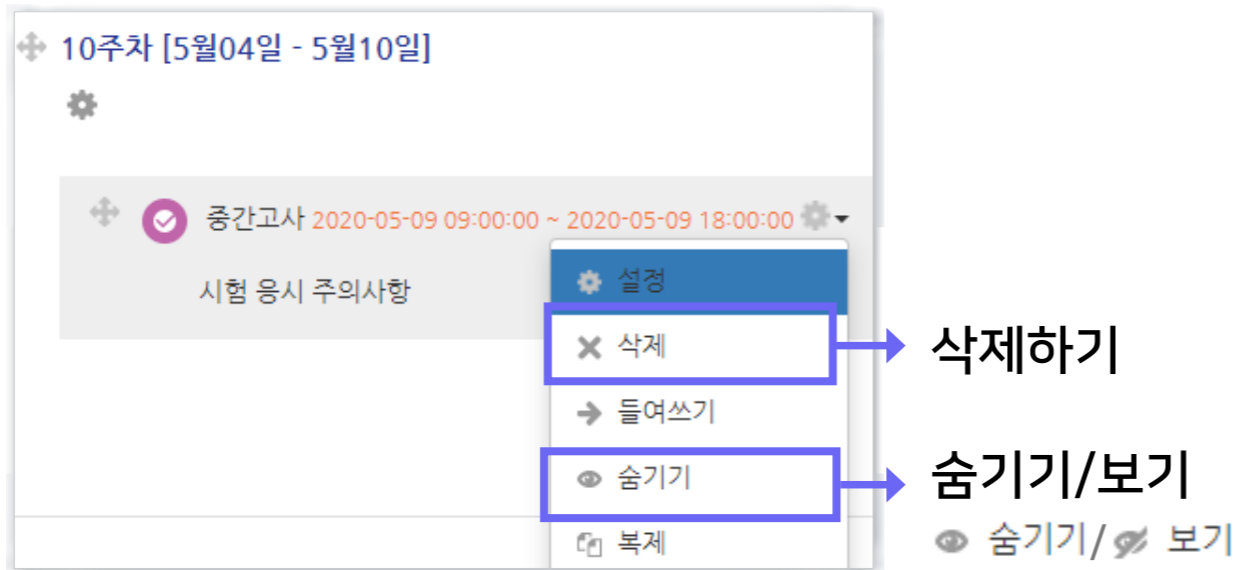 10주차 [5월04일 - 5월10일]
중간고사 2020-05-09 09:00:00 ~ 2020-05-09 18:00:00
시험 응시 주의사항
설정
삭제
들여쓰기
숨기기
복제
삭제하기
숨기기/보기
숨기기/ 보기